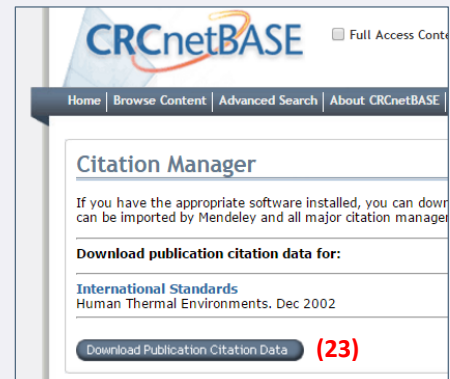 CRCnetBASE
Full Access Conte
Home | Browse Content | Advanced Search | About CRCnetBASE |
Citation Manager
If you have the appropriate software installed, you can down
can be imported by Mendeley and all major citation manager
Download publication citation data for:
International Standards
Human Thermal Environments. Dec 2002
Download Publication Citation Data (23)